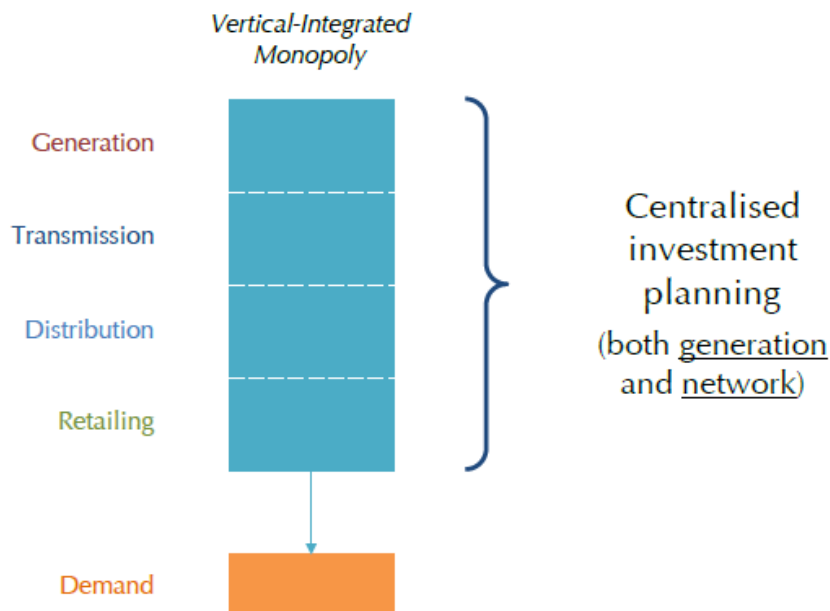 Vertical-Integrated
Monopoly
Generation
Transmission
Distribution
Retailing
Demand
Centralised
investment
planning
(both generation
and network)